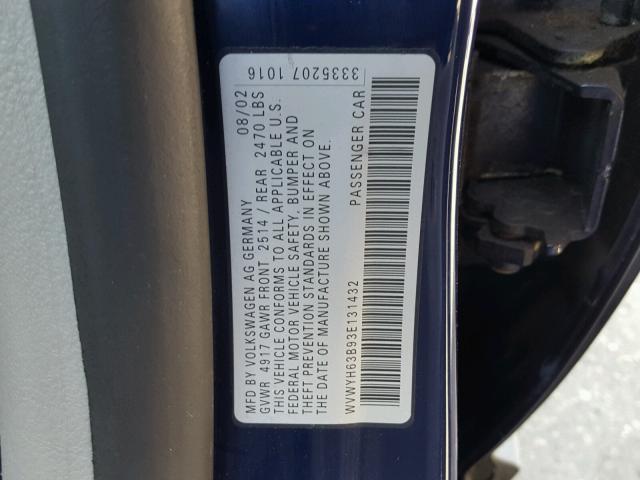 MFD BY VOLKSWAGEN AG GERMANY 08/02
GVWR 4917 GAWR FRONT 2514 / REAR 2470 LBS
THIS VEHICLE CONFORMS TO ALL APPLICABLE U.S.
FEDERAL MOTOR VEHICLE SAFETY, BUMPER AND
THEFT PREVENTION STANDARDS IN EFFECT ON
THE DATE OF MANUFACTURE SHOWN ABOVE.
WVWYH63B93E131432 PASSENGER CAR
3335207 1016